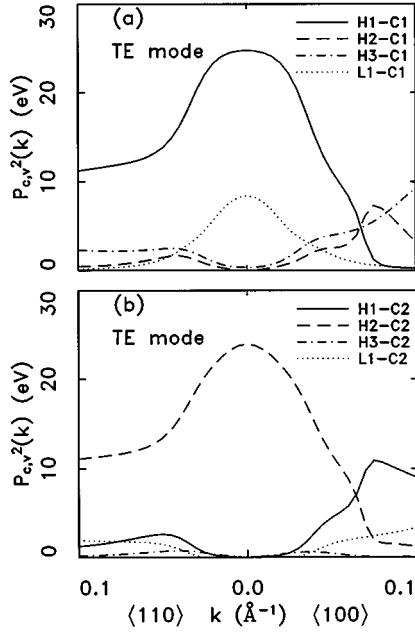 (a)
TE mode
H1-C1
H2-C1
H3-C1
L1-C1
30
20
10
0
P_{c,v}^2(k) (eV)
(b)
TE mode
H1-C2
H2-C2
H3-C2
L1-C2
30
20
10
0
P_{c,v}^2(k) (eV)
0.1 0.0 0.1
⟨110⟩ k (Å⁻¹) ⟨100⟩